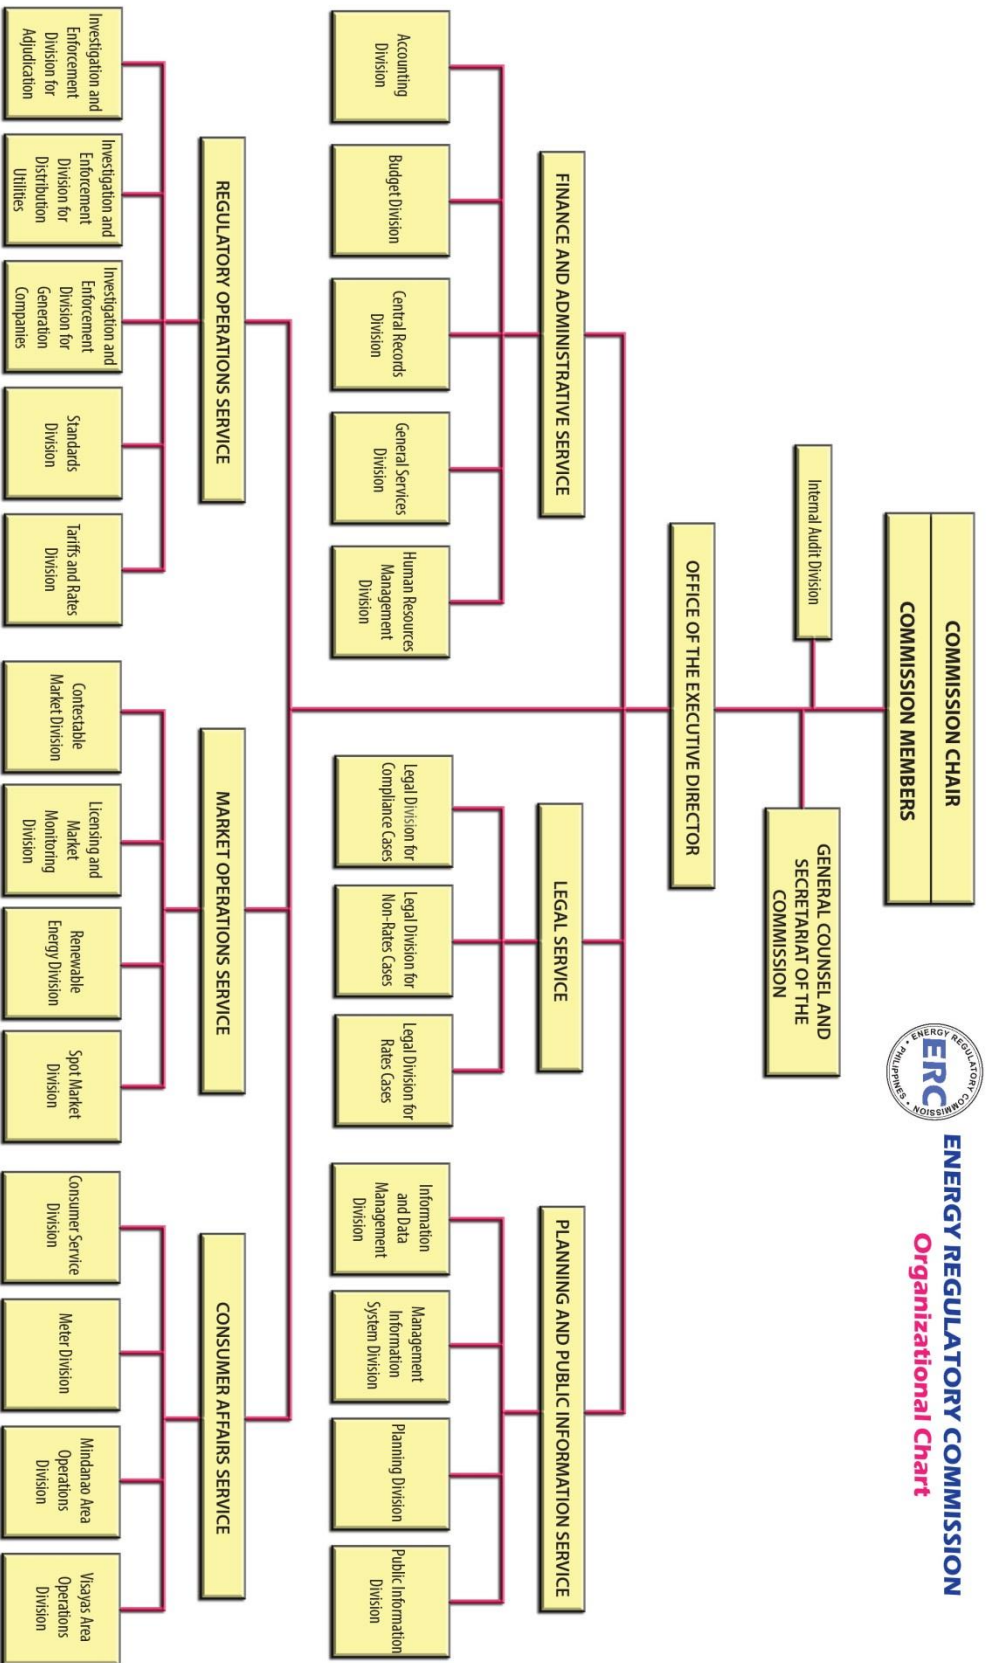 ENERGY REGULATORY COMMISSION
Organizational Chart
ENERGY REGULATORY COMMISSION • PHILIPPINES •
ERC
COMMISSION CHAIR
COMMISSION MEMBERS
Internal Audit Division
GENERAL COUNSEL AND
SECRETARIAT OF THE
COMMISSION
OFFICE OF THE EXECUTIVE DIRECTOR
FINANCE AND ADMINISTRATIVE SERVICE
Accounting
Division
Budget Division
Central Records
Division
General Services
Division
Human Resources
Management
Division
LEGAL SERVICE
Legal Division for
Compliance Cases
Legal Division for
Non-Rates Cases
Legal Division for
Rates Cases
PLANNING AND PUBLIC INFORMATION SERVICE
Information
and Data
Management
Division
Management
Information
System Division
Planning Division
Public Information
Division
REGULATORY OPERATIONS SERVICE
Investigation and
Enforcement
Division for
Adjudication
Investigation and
Enforcement
Division for
Distribution
Utilities
Investigation and
Enforcement
Division for
Generation
Companies
Standards
Division
Tariffs and Rates
Division
MARKET OPERATIONS SERVICE
Contestable
Market Division
Licensing and
Market
Monitoring
Division
Renewable
Energy Division
Spot Market
Division
CONSUMER AFFAIRS SERVICE
Consumer Service
Division
Meter Division
Mindanao Area
Operations
Division
Visayas Area
Operations
Division